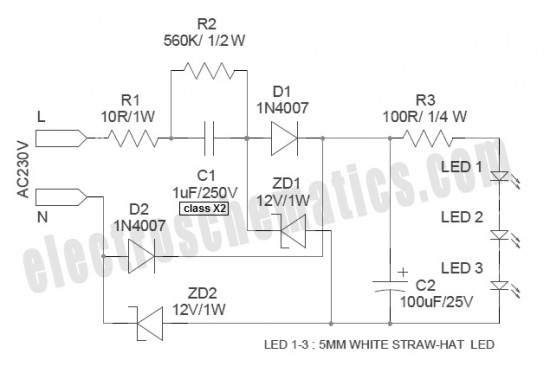 R2
560K/ 1/2 W
R1
10R/1W
D1
1N4007
R3
100R/ 1/4 W
L
AC230V
N
C1
1uF/250V
class X2
ZD1
12V/1W
D2
1N4007
ZD2
12V/1W
LED 1
LED 2
LED 3
+
C2
100uF/25V
electroschematics.com
LED 1-3 : 5MM WHITE STRAW-HAT LED